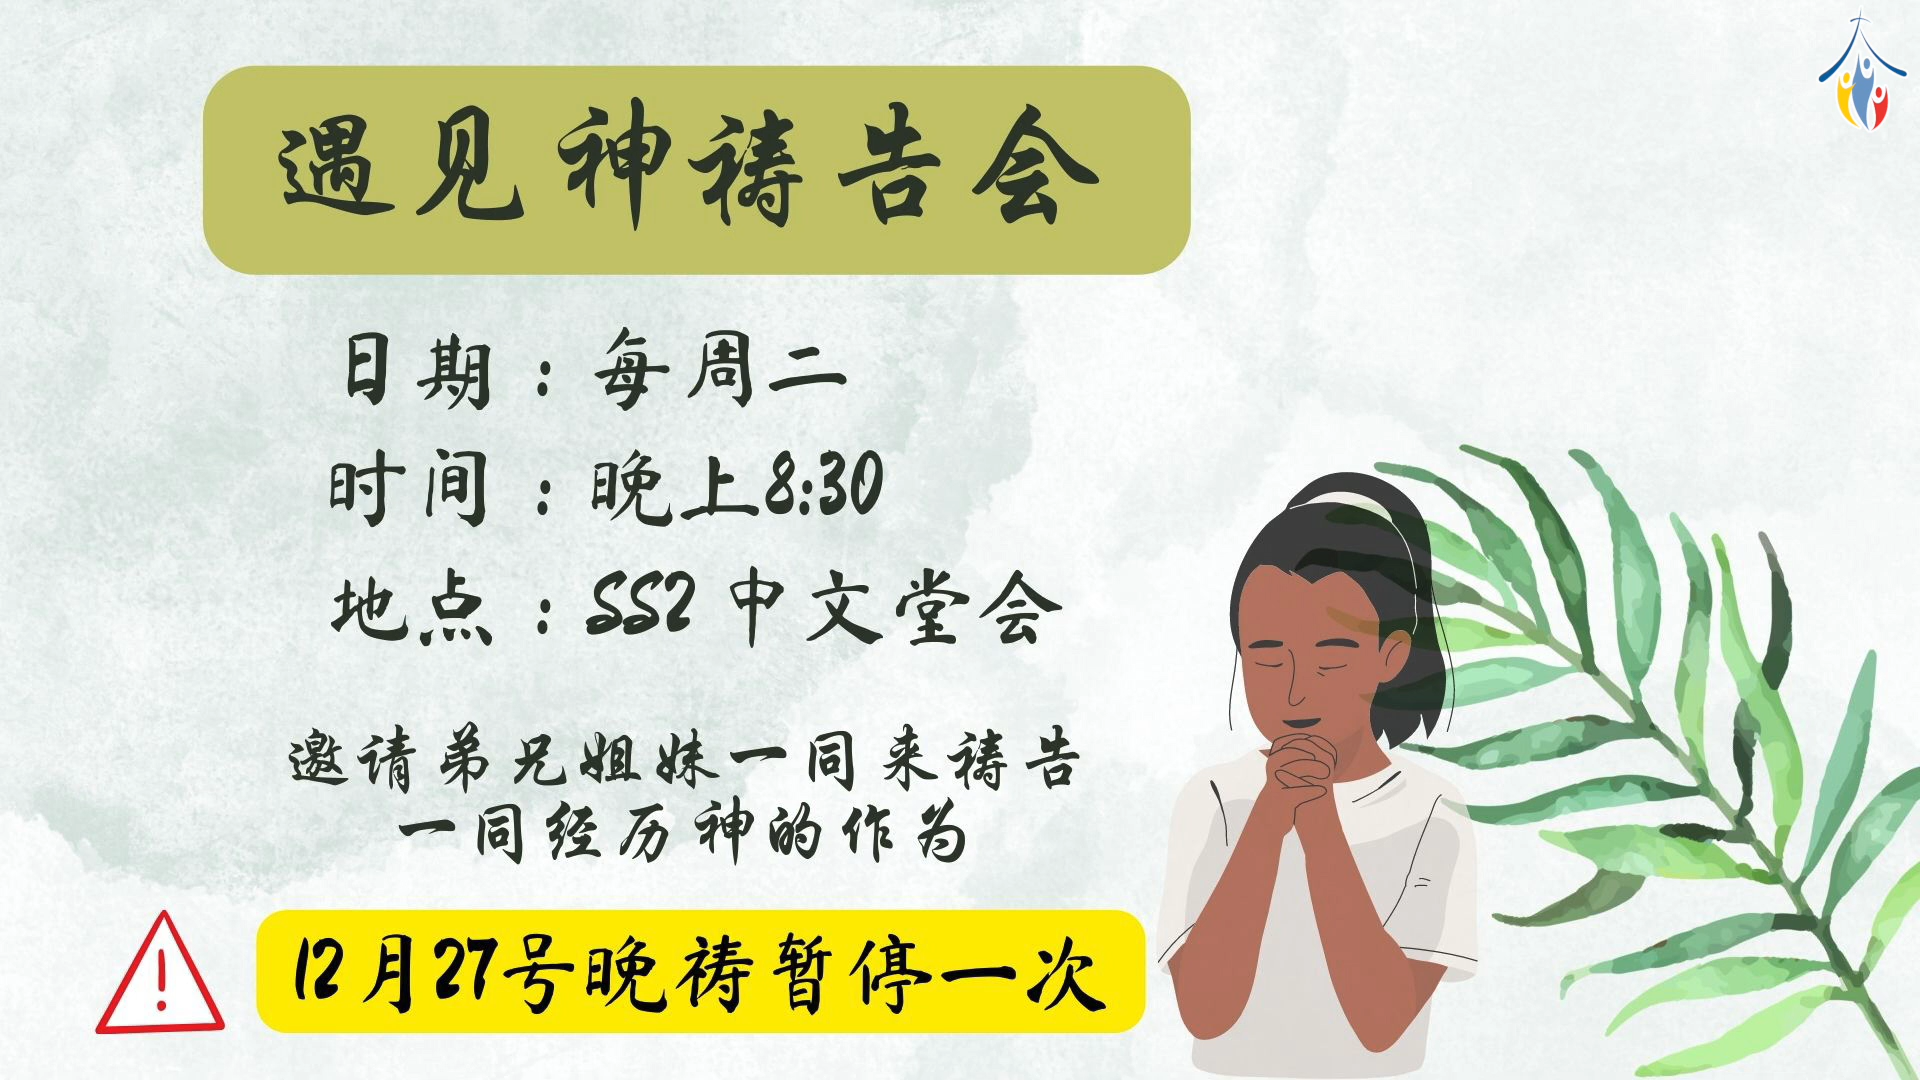 遇见神祷告会
日期：每周二
时间：晚上8:30
地点：SS2 中文堂会
邀请弟兄姐妹一同来祷告
一同经历神的作为
12月27号晚祷暂停一次